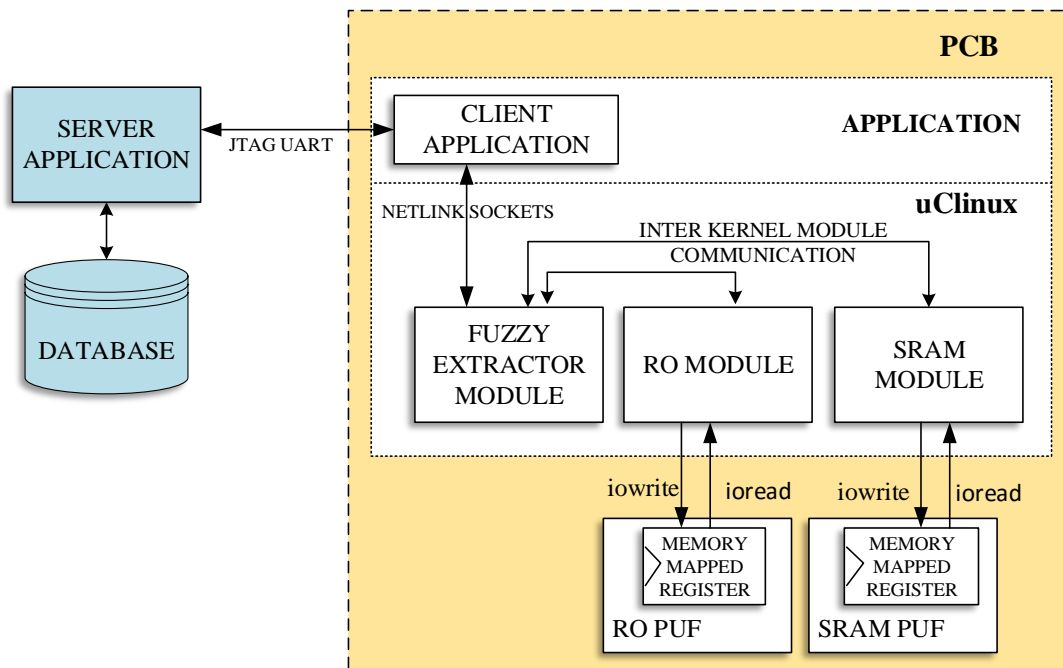 PCB
CLIENT
APPLICATION
APPLICATION
SERVER
APPLICATION
JTAG UART
uClinux
NETLINK SOCKETS
INTER KERNEL MODULE
COMMUNICATION
DATABASE
FUZZY
EXTRACTOR
MODULE
RO MODULE
SRAM
MODULE
iowrite
ioread
iowrite
ioread
MEMORY
MAPPED
REGISTER
RO PUF
MEMORY
MAPPED
REGISTER
SRAM PUF